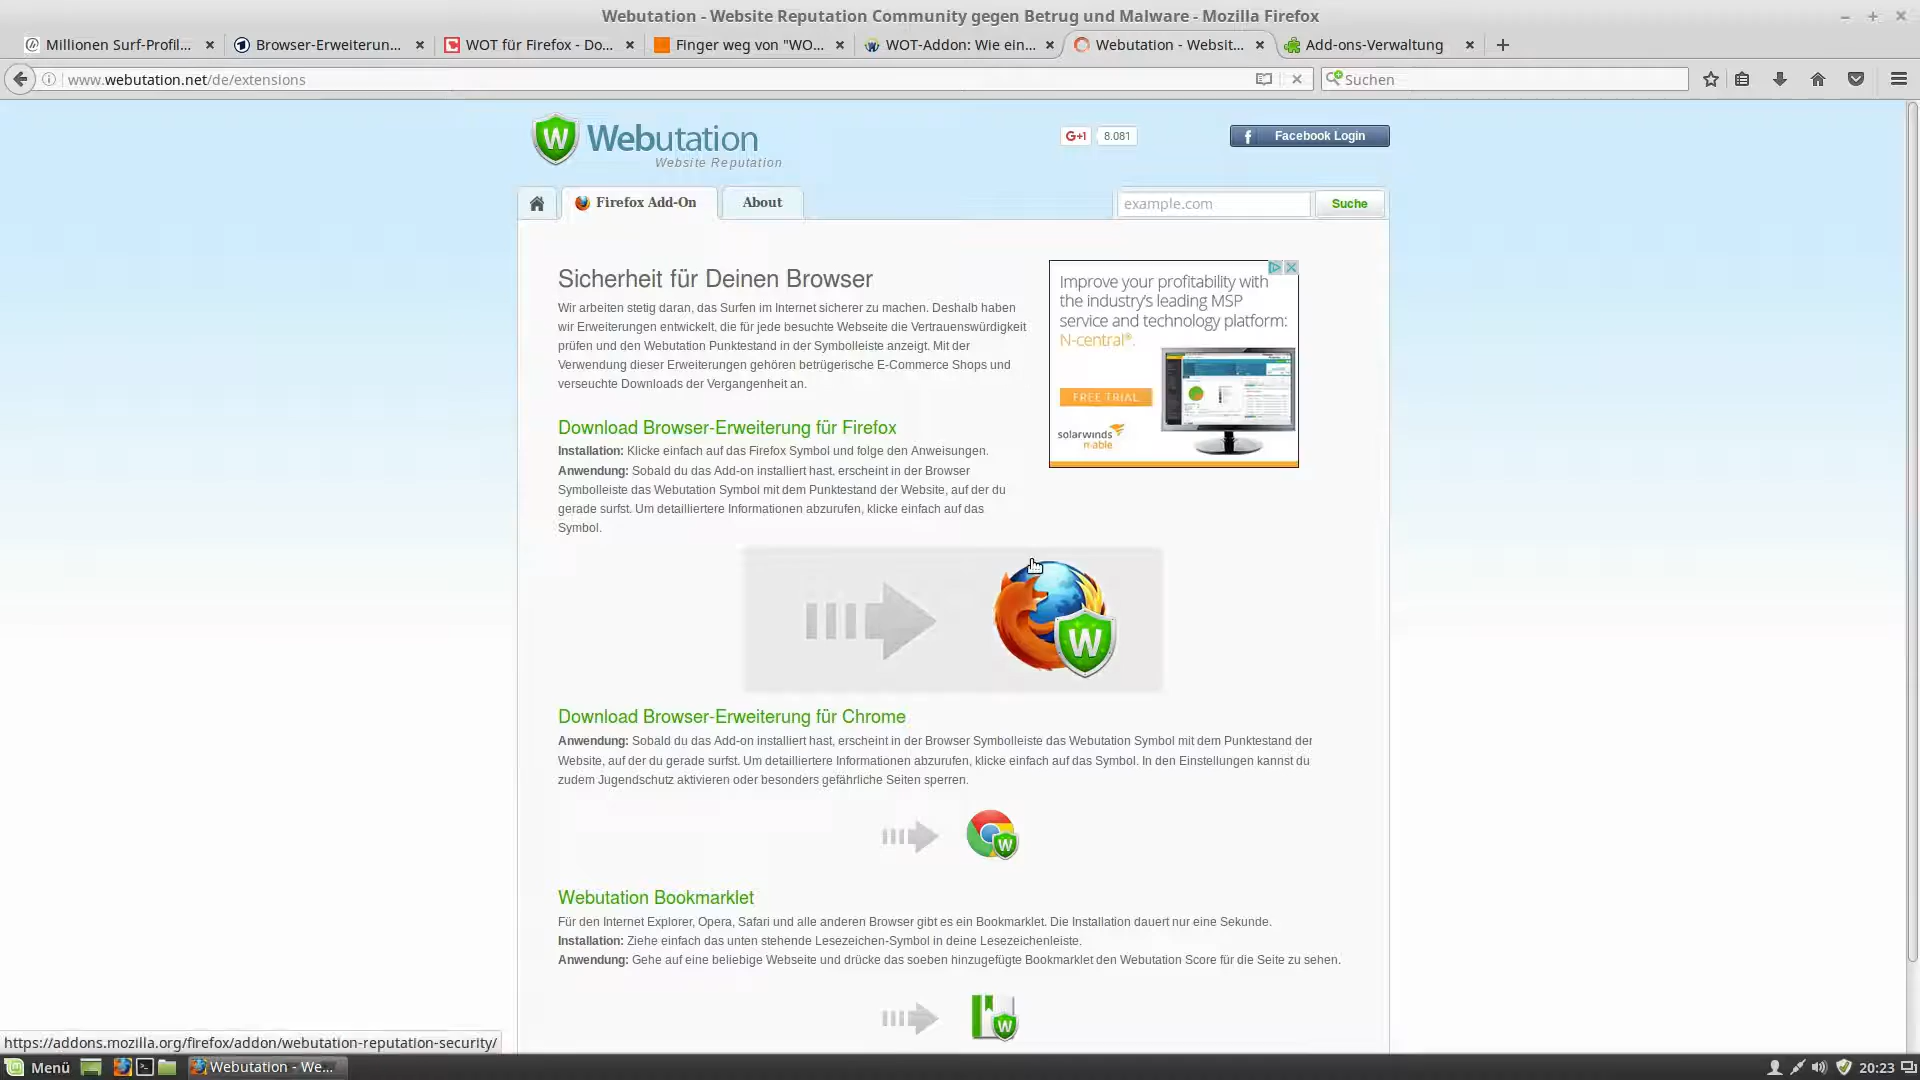 Webutation - Website Reputation Community gegen Betrug und Malware - Mozilla Firefox
Millionen Surf-Profil...
Browser-Erweiterun...
WOT für Firefox - Do...
Finger weg von "WO...
WOT-Addon: Wie ein...
Webutation - Websit...
Add-ons-Verwaltung
www.webutation.net/de/extensions
Suchen
W
Webutation
Website Reputation
G+1
8.081
f
Facebook Login
Firefox Add-On
About
example.com
Suche
Sicherheit für Deinen Browser
Wir arbeiten stetig daran, das Surfen im Internet sicherer zu machen. Deshalb haben
wir Erweiterungen entwickelt, die für jede besuchte Webseite die Vertrauenswürdigkeit
prüfen und den Webutation Punktestand in der Symbolleiste anzeigt. Mit der
Verwendung dieser Erweiterungen gehören betrügerische E-Commerce Shops und
verseuchte Downloads der Vergangenheit an.
Improve your profitability with
the industry's leading MSP
service and technology platform:
N-central®.
FREE TRIAL
solarwinds
n-able
Download Browser-Erweiterung für Firefox
Installation: Klicke einfach auf das Firefox Symbol und folge den Anweisungen.
Anwendung: Sobald du das Add-on installiert hast, erscheint in der Browser
Symbolleiste das Webutation Symbol mit dem Punktestand der Website, auf der du
gerade surfst. Um detailliertere Informationen abzurufen, klicke einfach auf das
Symbol.
W
Download Browser-Erweiterung für Chrome
Anwendung: Sobald du das Add-on installiert hast, erscheint in der Browser Symbolleiste das Webutation Symbol mit dem Punktestand der
Website, auf der du gerade surfst. Um detailliertere Informationen abzurufen, klicke einfach auf das Symbol. In den Einstellungen kannst du
zudem Jugendschutz aktivieren oder besonders gefährliche Seiten sperren.
W
Webutation Bookmarklet
Für den Internet Explorer, Opera, Safari und alle anderen Browser gibt es ein Bookmarklet. Die Installation dauert nur eine Sekunde.
Installation: Ziehe einfach das unten stehende Lesezeichen-Symbol in deine Lesezeichenleiste.
Anwendung: Gehe auf eine beliebige Webseite und drücke das soeben hinzugefügte Bookmarklet den Webutation Score für die Seite zu sehen.
W
https://addons.mozilla.org/firefox/addon/webutation-reputation-security/
Menü
Webutation - We...
20:23